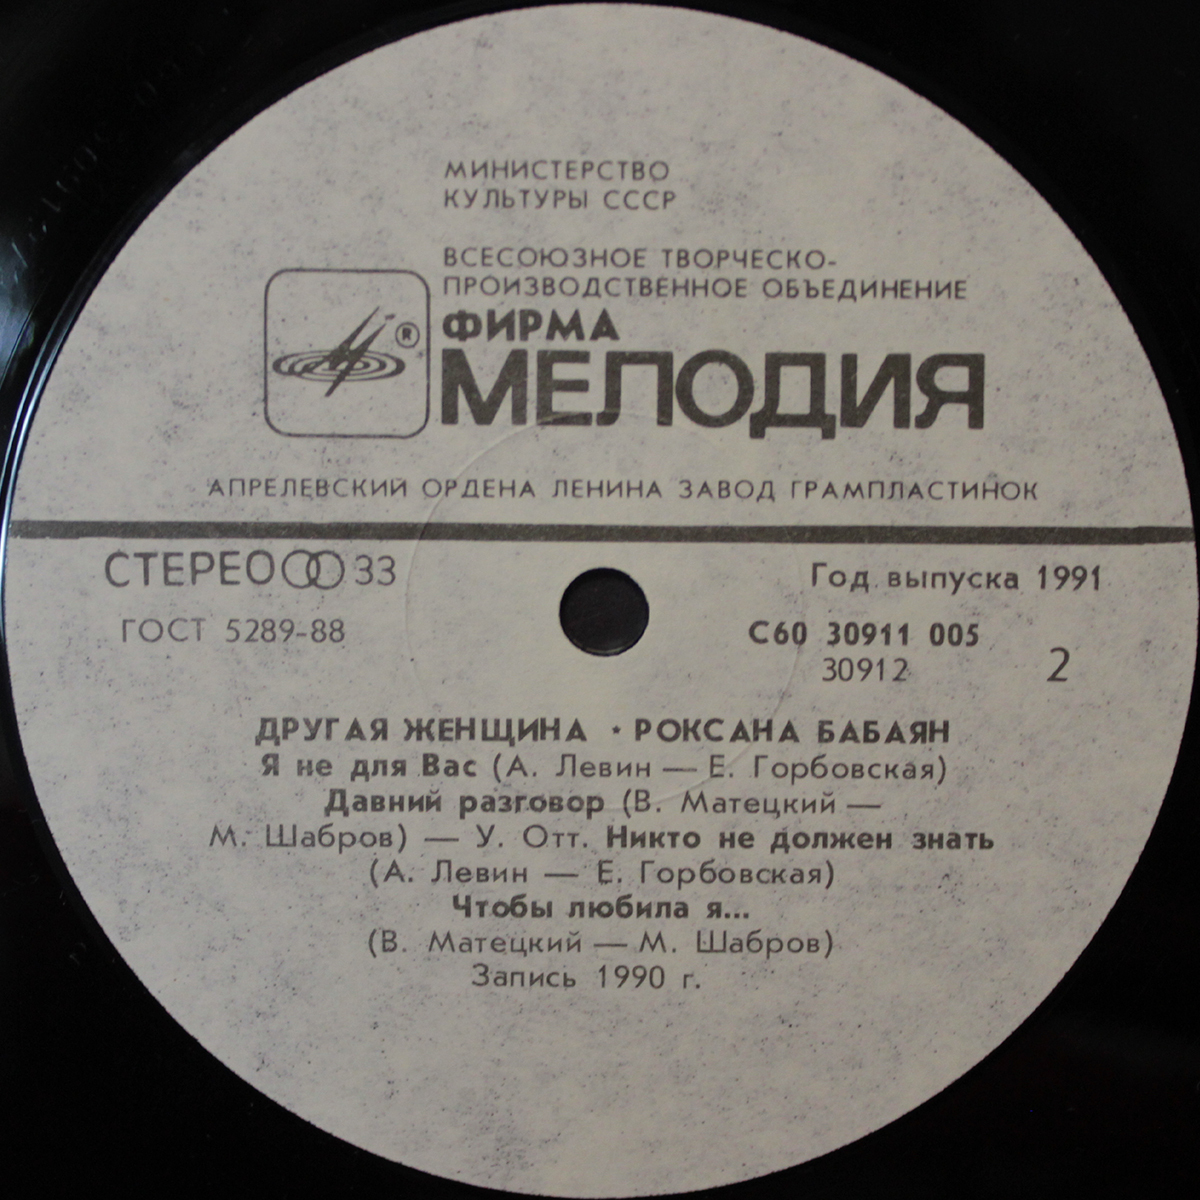 МИНИСТЕРСТВО
КУЛЬТУРЫ СССР
ВСЕСОЮЗНОЕ ТВОРЧЕСКО-
ПРОИЗВОДСТВЕННОЕ ОБЪЕДИНЕНИЕ
®
ФИРМА
МЕЛОДИЯ
АПРЕЛЕВСКИЙ ОРДЕНА ЛЕНИНА ЗАВОД ГРАМПЛАСТИНОК
СТЕРЕО 33
Год выпуска 1991
ГОСТ 5289-88
С60 30911 005
30912
2
ДРУГАЯ ЖЕНЩИНА · РОКСАНА БАБАЯН
Я не для Вас (А. Левин — Е. Горбовская)
Давний разговор (В. Матецкий —
М. Шабров) — У. Отт. Никто не должен знать
(А. Левин — Е. Горбовская)
Чтобы любила я...
(В. Матецкий — М. Шабров)
Запись 1990 г.